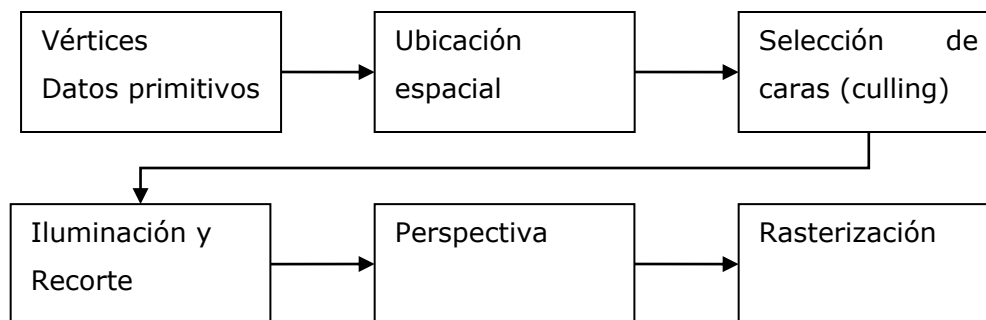 Vértices
Datos primitivos
Ubicación
espacial
Selección de
caras (culling)
Iluminación y
Recorte
Perspectiva
Rasterización